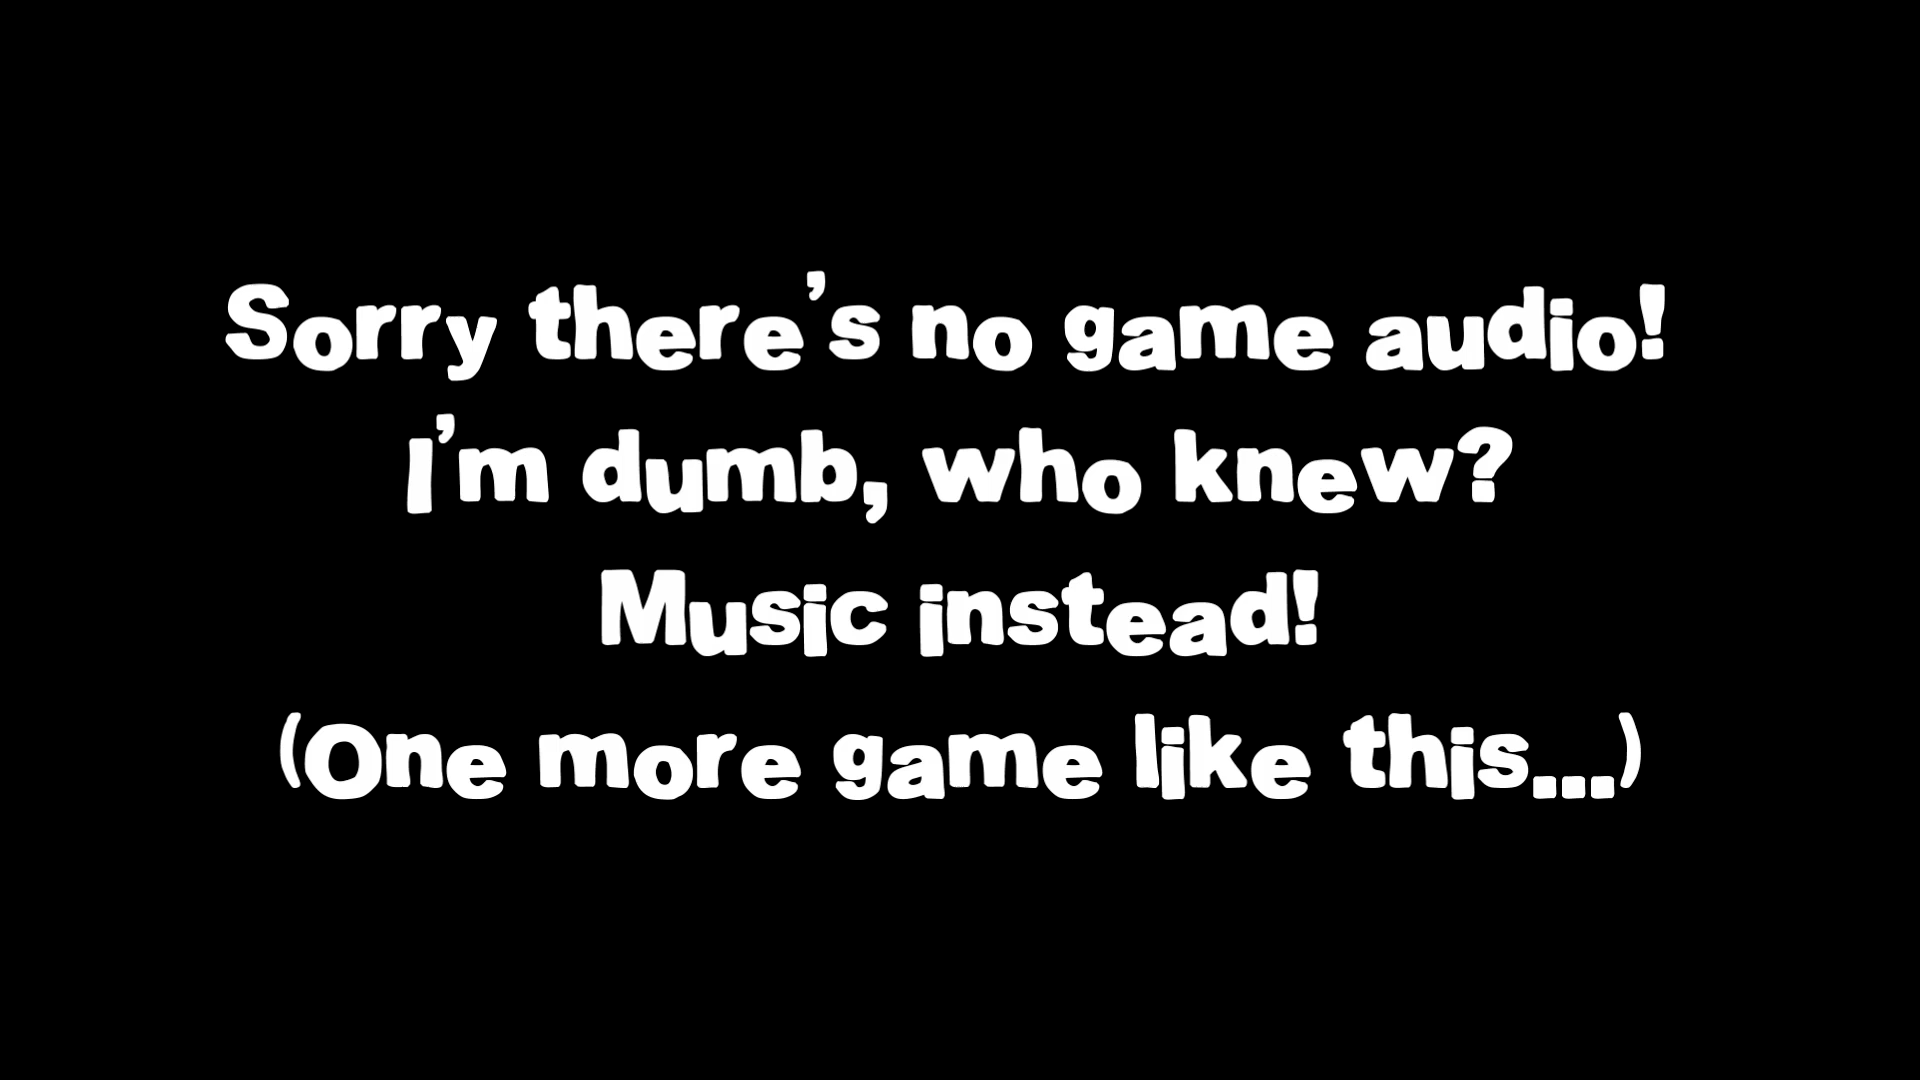 Sorry there's no game audio!
I'm dumb, who knew?
Music instead!
(One more game like this...)